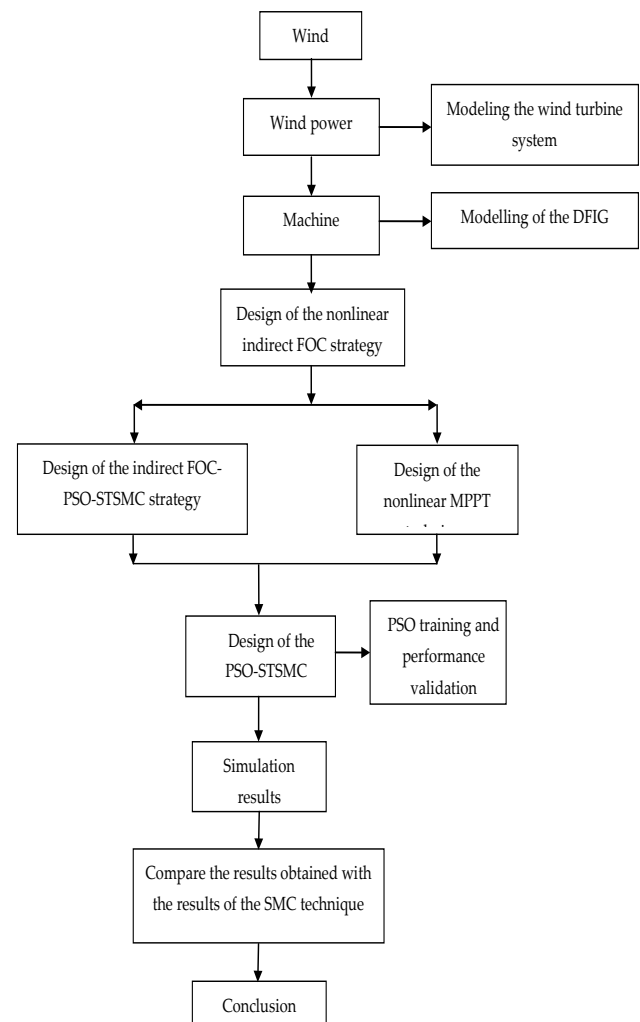 Wind
Wind power
Modeling the wind turbine
system
Machine
Modelling of the DFIG
Design of the nonlinear
indirect FOC strategy
Design of the indirect FOC-
PSO-STSMC strategy
Design of the
nonlinear MPPT
Design of the
PSO-STSMC
PSO training and
performance
validation
Simulation
results
Compare the results obtained with
the results of the SMC technique
Conclusion